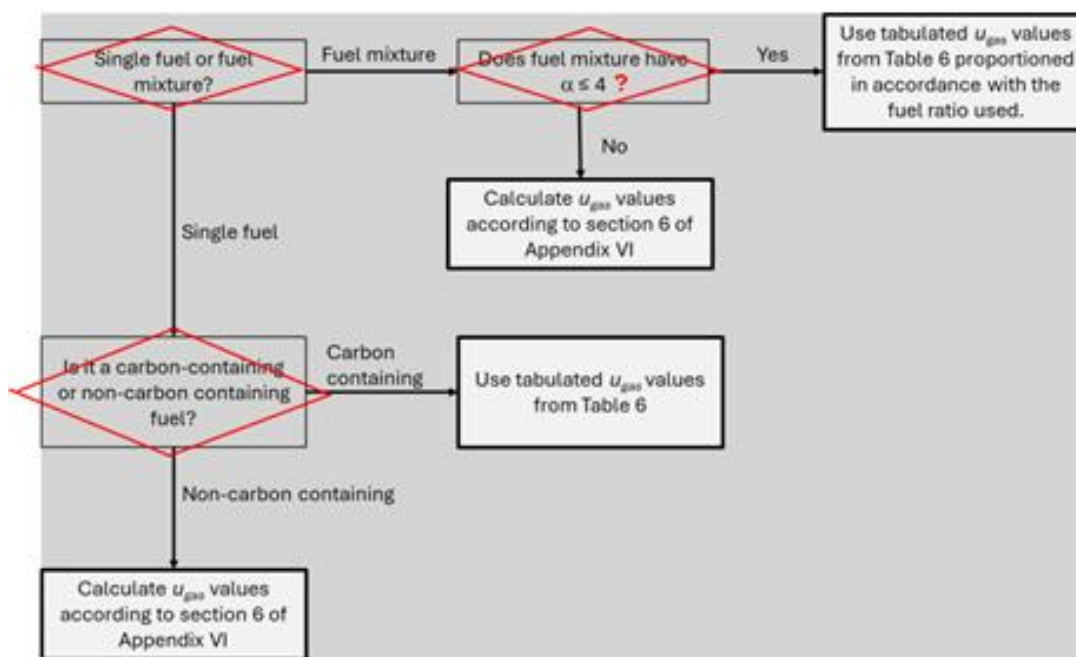 Single fuel or fuel
mixture?
Fuel mixture
Does fuel mixture have
α ≤ 4 ?
Yes
Use tabulated ugas values
from Table 6 proportioned
in accordance with the
fuel ratio used.
No
Calculate ugas values
according to section 6 of
Appendix VI
Single fuel
Is it a carbon-containing
or non-carbon containing
fuel?
Carbon
containing
Use tabulated ugas values
from Table 6
Non-carbon containing
Calculate ugas values
according to section 6 of
Appendix VI